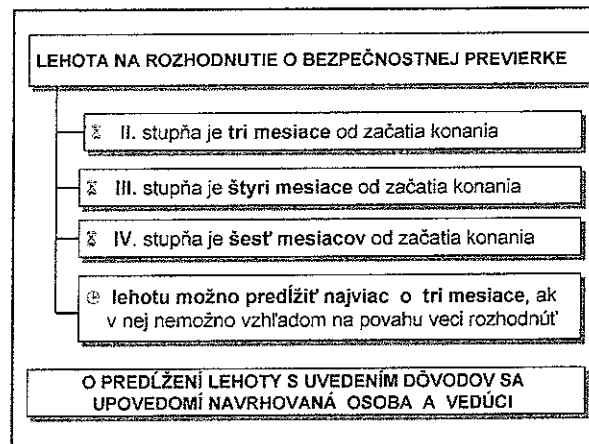 LEHOTA NA ROZHODNUTIE O BEZPEČNOSTNEJ PREVIERKE
II. stupňa je tri mesiace od začatia konania
III. stupňa je štyri mesiace od začatia konania
IV. stupňa je šesť mesiacov od začatia konania
lehotu možno predĺžiť najviac o tri mesiace, ak
v nej nemožno vzhľadom na povahu veci rozhodnúť
O PREDĹŽENÍ LEHOTY S UVEDENÍM DÔVODOV SA
UPOVEDOMÍ NAVRHOVANÁ OSOBA A VEDÚCI